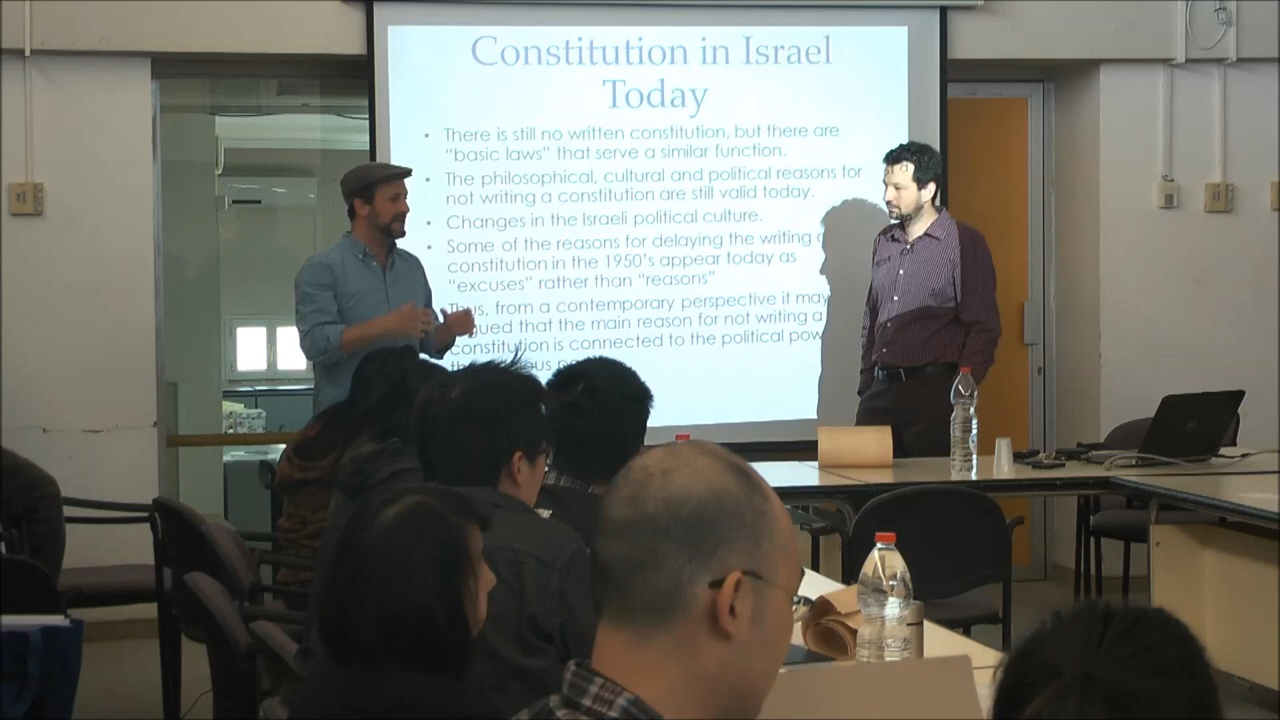 Constitution in Israel
Today
• There is still no written constitution, but there are
"basic laws" that serve a similar function.
• The philosophical, cultural and political reasons for
not writing a constitution are still valid today.
• Changes in the Israeli political culture.
• Some of the reasons for delaying the writing
constitution in the 1950's appear today as
"excuses" rather than "reasons"
from a contemporary perspective it may
that the main reason for not writing a
constitution is connected to the political